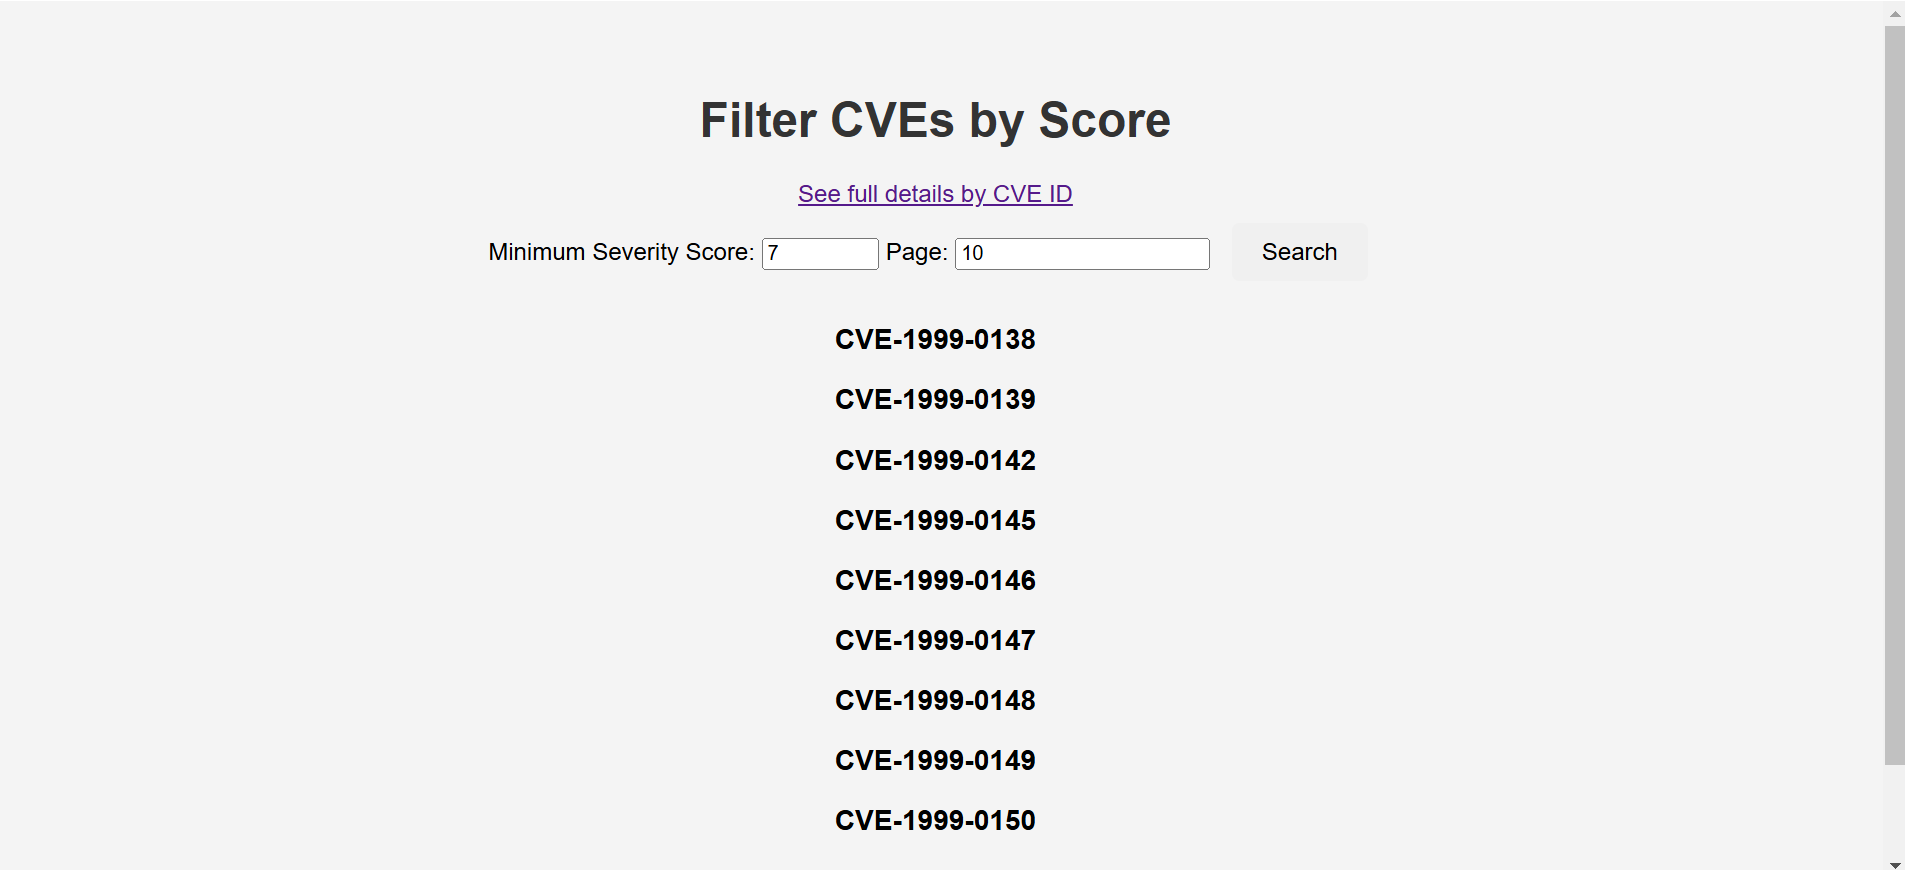 Filter CVEs by Score
See full details by CVE ID
Minimum Severity Score: 7 Page: 10 Search
CVE-1999-0138
CVE-1999-0139
CVE-1999-0142
CVE-1999-0145
CVE-1999-0146
CVE-1999-0147
CVE-1999-0148
CVE-1999-0149
CVE-1999-0150